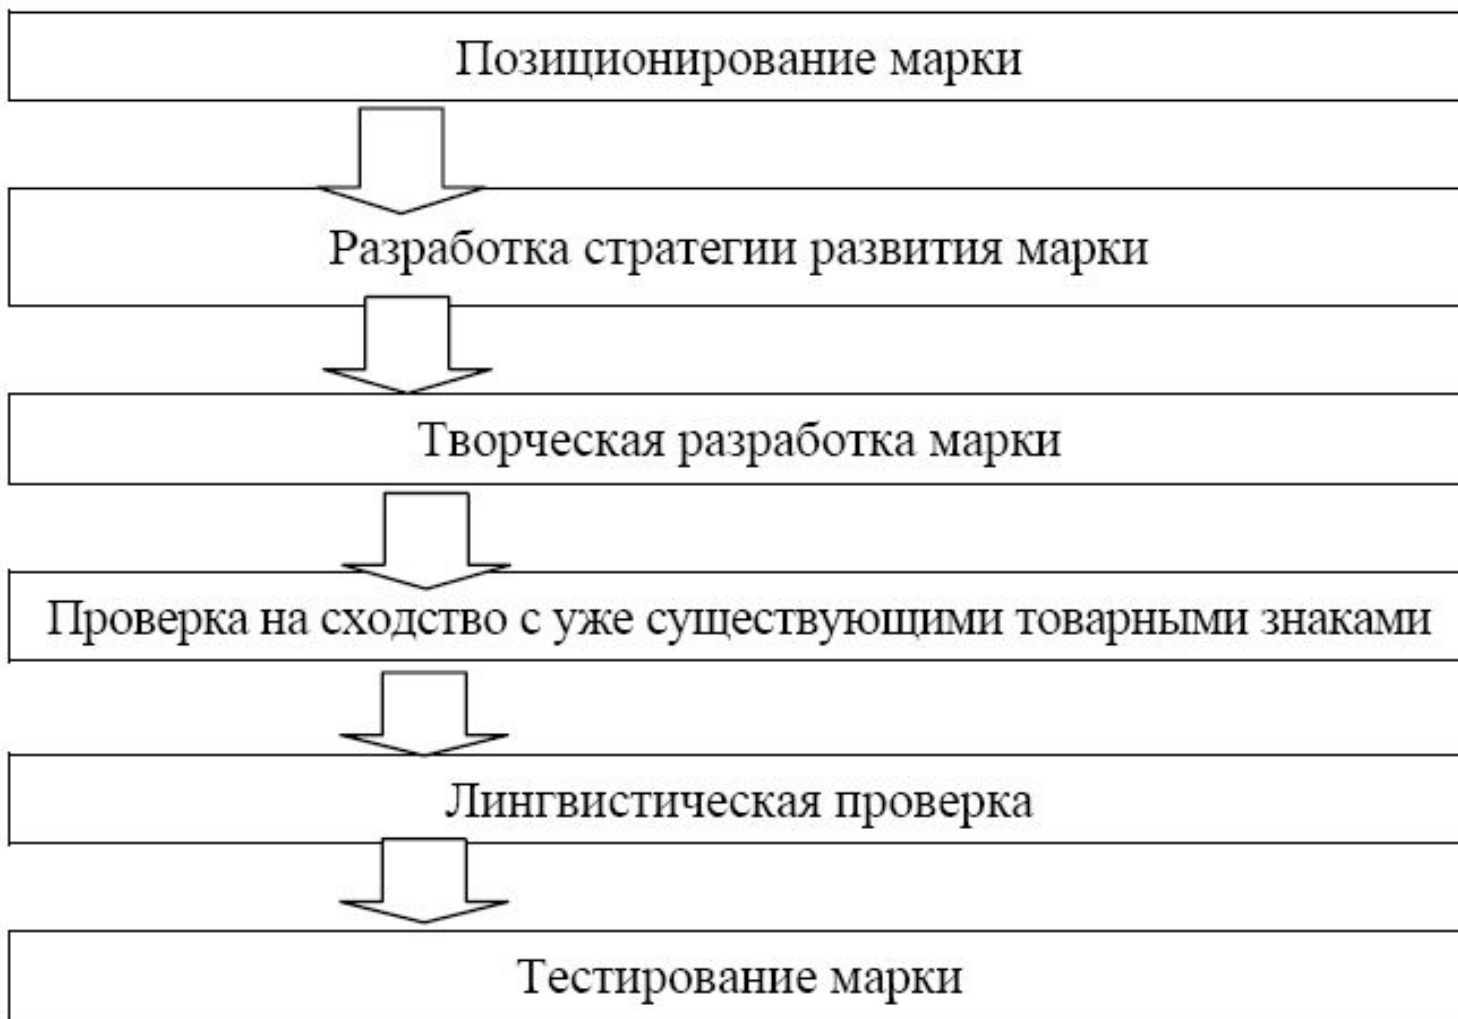 Позиционирование марки
Разработка стратегии развития марки
Творческая разработка марки
Проверка на сходство с уже существующими товарными знаками
Лингвистическая проверка
Тестирование марки